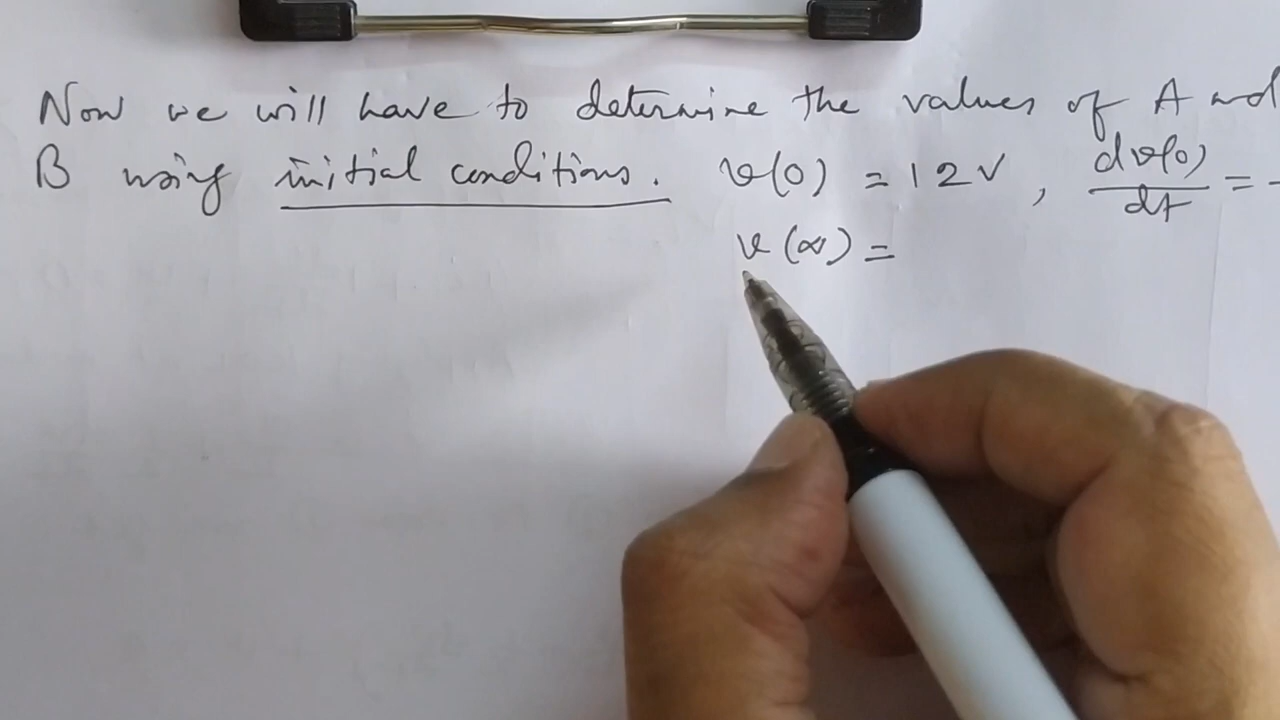 Now we will have to determine the values of A and
B using initial conditions. v(0) = 12V, dv(0)/dt = -
v(∞) =